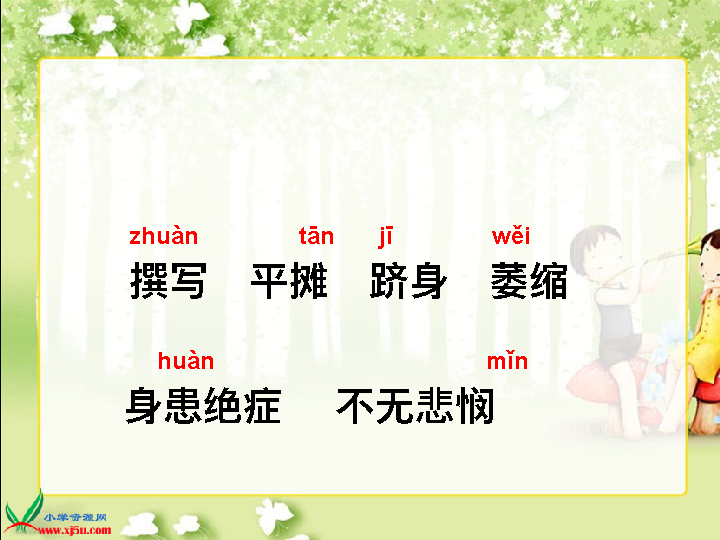 zhuàn tān jī wěi
撰写 平摊 跻身 萎缩
huàn mǐn
身患绝症 不无悲悯
小学资源网
www.xj5u.com